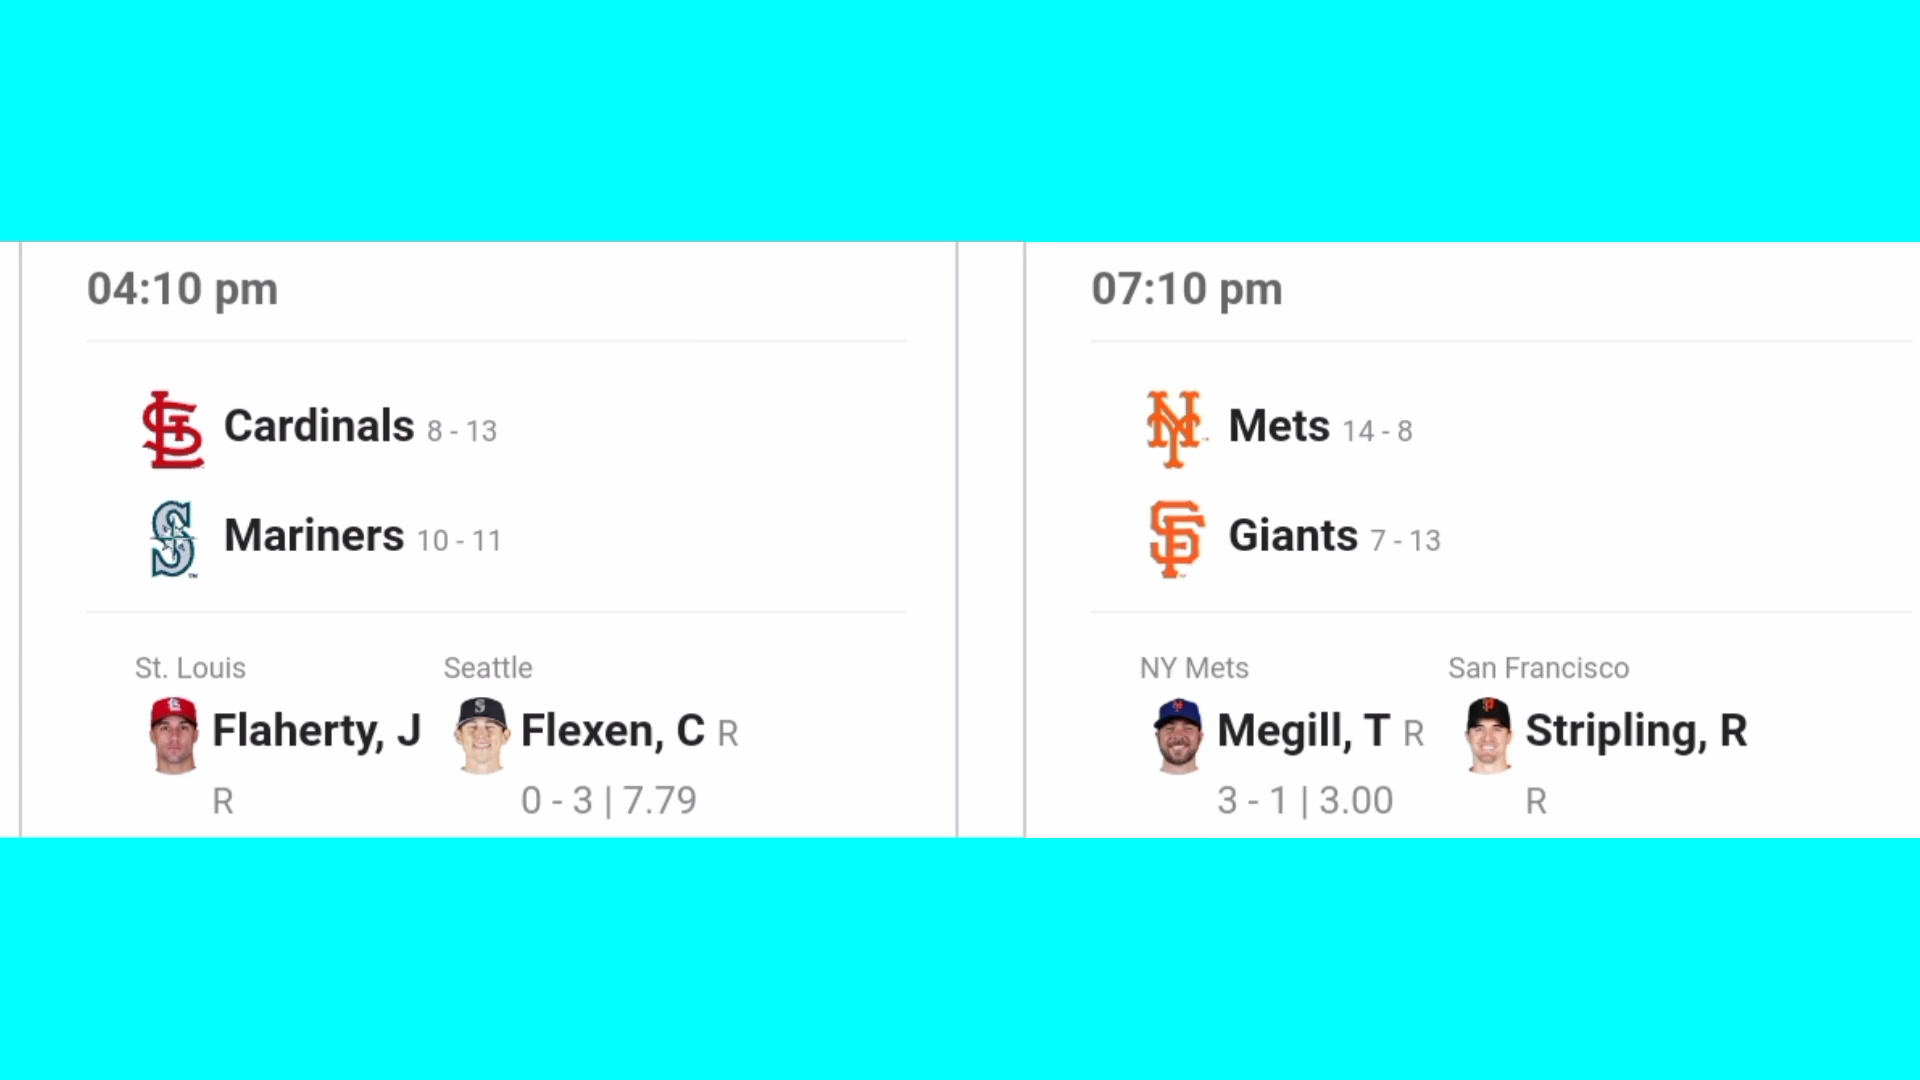 04:10 pm
Cardinals 8 - 13
Mariners 10 - 11
St. Louis Seattle
Flaherty, J Flexen, C R
R 0 - 3 | 7.79
07:10 pm
Mets 14 - 8
Giants 7 - 13
NY Mets San Francisco
Megill, T R Stripling, R
3 - 1 | 3.00 R